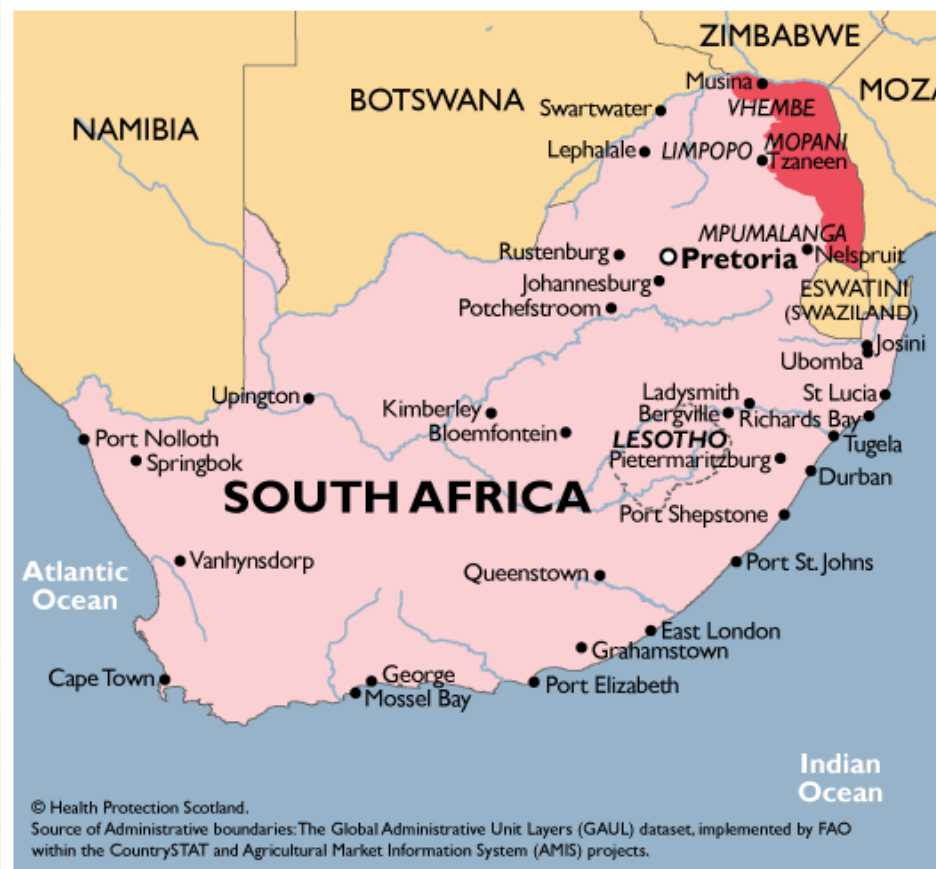 ZIMBABWE
Musina
MOZA
BOTSWANA
Swartwater
VHEMBE
NAMIBIA
MOPANI
Lephalale
LIMPOPO
Tzaneen
MPUMALANGA
Rustenburg
Pretoria
Nelspruit
Johannesburg
ESWATINI
(SWAZILAND)
Potchefstroom
Josini
Ubomba
Upington
Ladysmith
St Lucia
Kimberley
Bergville
Richards Bay
Bloemfontein
LESOTHO
Tugela
Port Nolloth
Springbok
Pietermaritzburg
Durban
SOUTH AFRICA
Port Shepstone
Vanhynsdorp
Port St. Johns
Atlantic
Ocean
Queenstown
East London
Grahamstown
Cape Town
George
Port Elizabeth
Mossel Bay
Indian
Ocean
© Health Protection Scotland.
Source of Administrative boundaries: The Global Administrative Unit Layers (GAUL) dataset, implemented by FAO
within the CountrySTAT and Agricultural Market Information System (AMIS) projects.